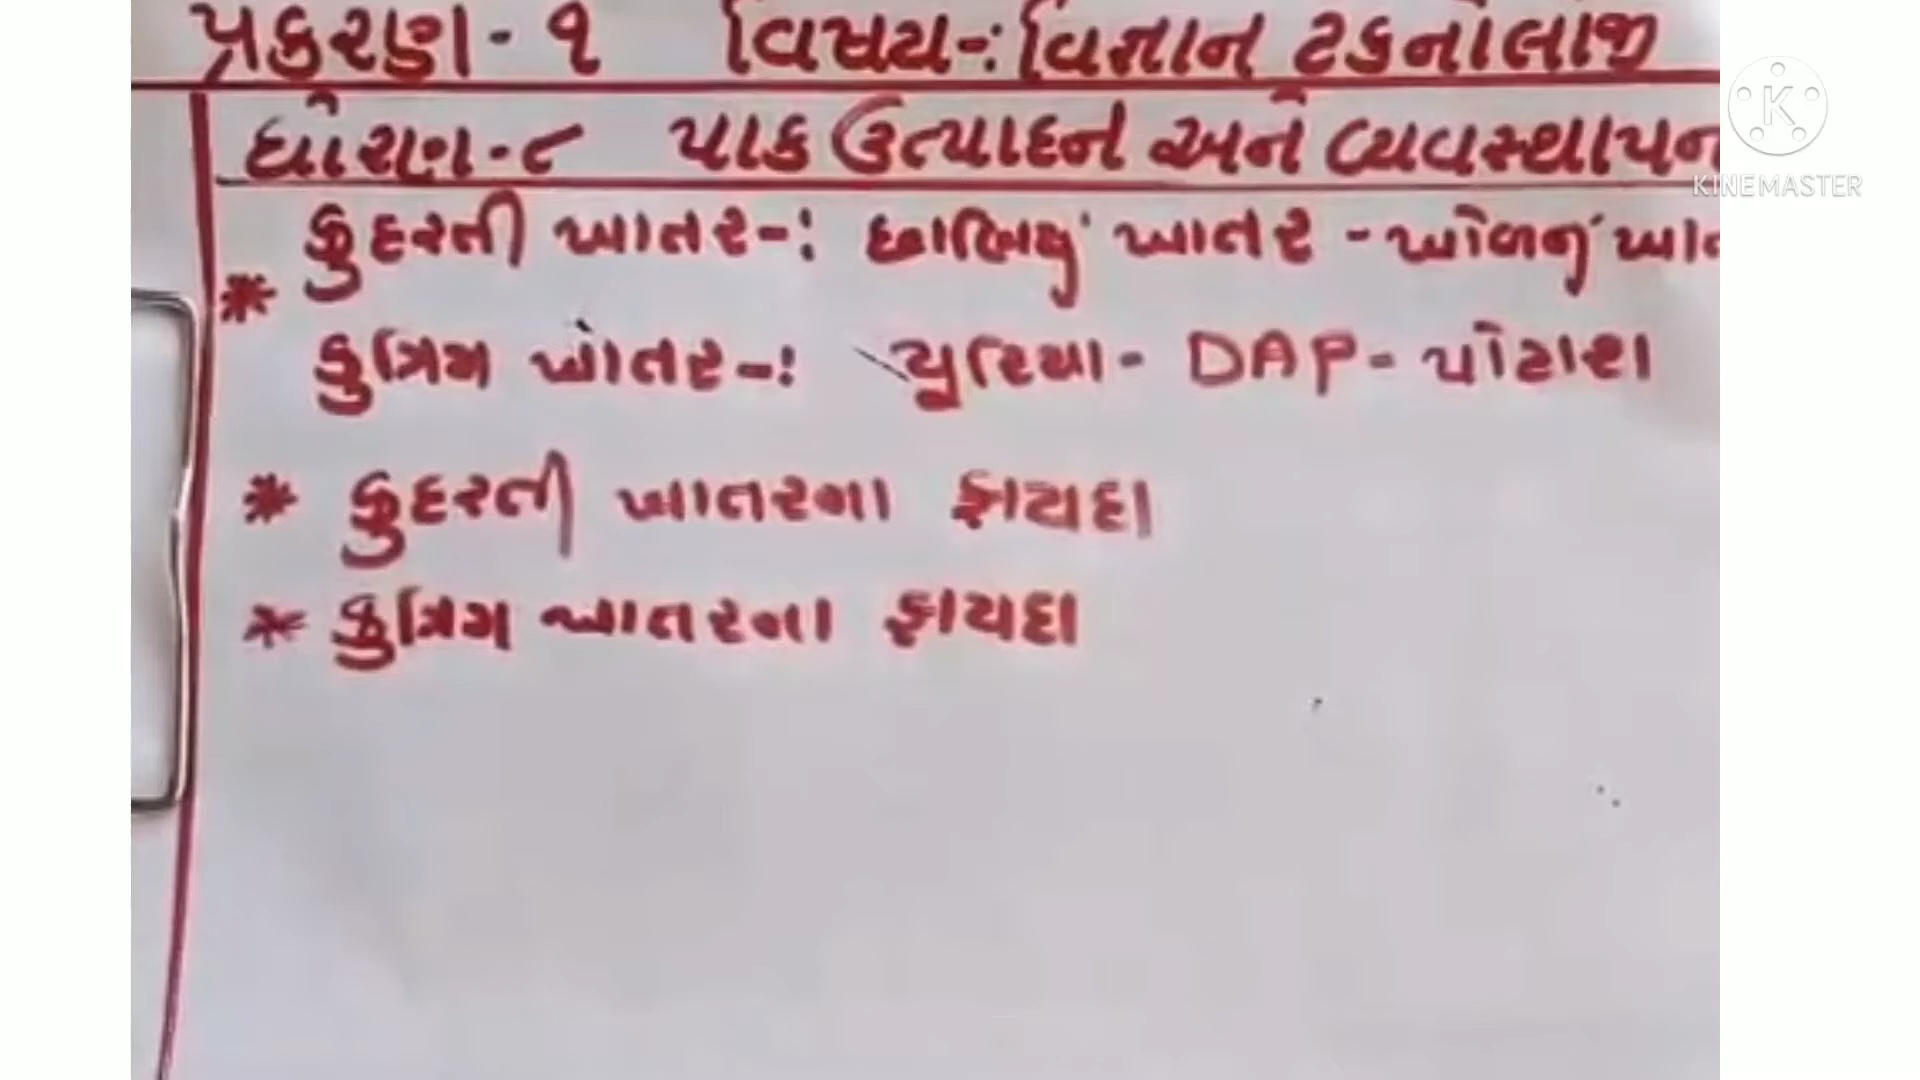 પ્રકરણ - ૧ વિષય-: વિજ્ઞાન ટેકનોલોજી
ધોરણ - ૮ પાક ઉત્પાદન અને વ્યવસ્થાપન
કુદરતી ખાતર-: છાણિયું ખાતર - ખોળનું
*
કુત્રિમ ખાતર-: યુરિયા - DAP - પોટાશ
* કુદરતી ખાતરના ફાયદા
* કુત્રિમ ખાતરના ફાયદા
K
KINEMASTER